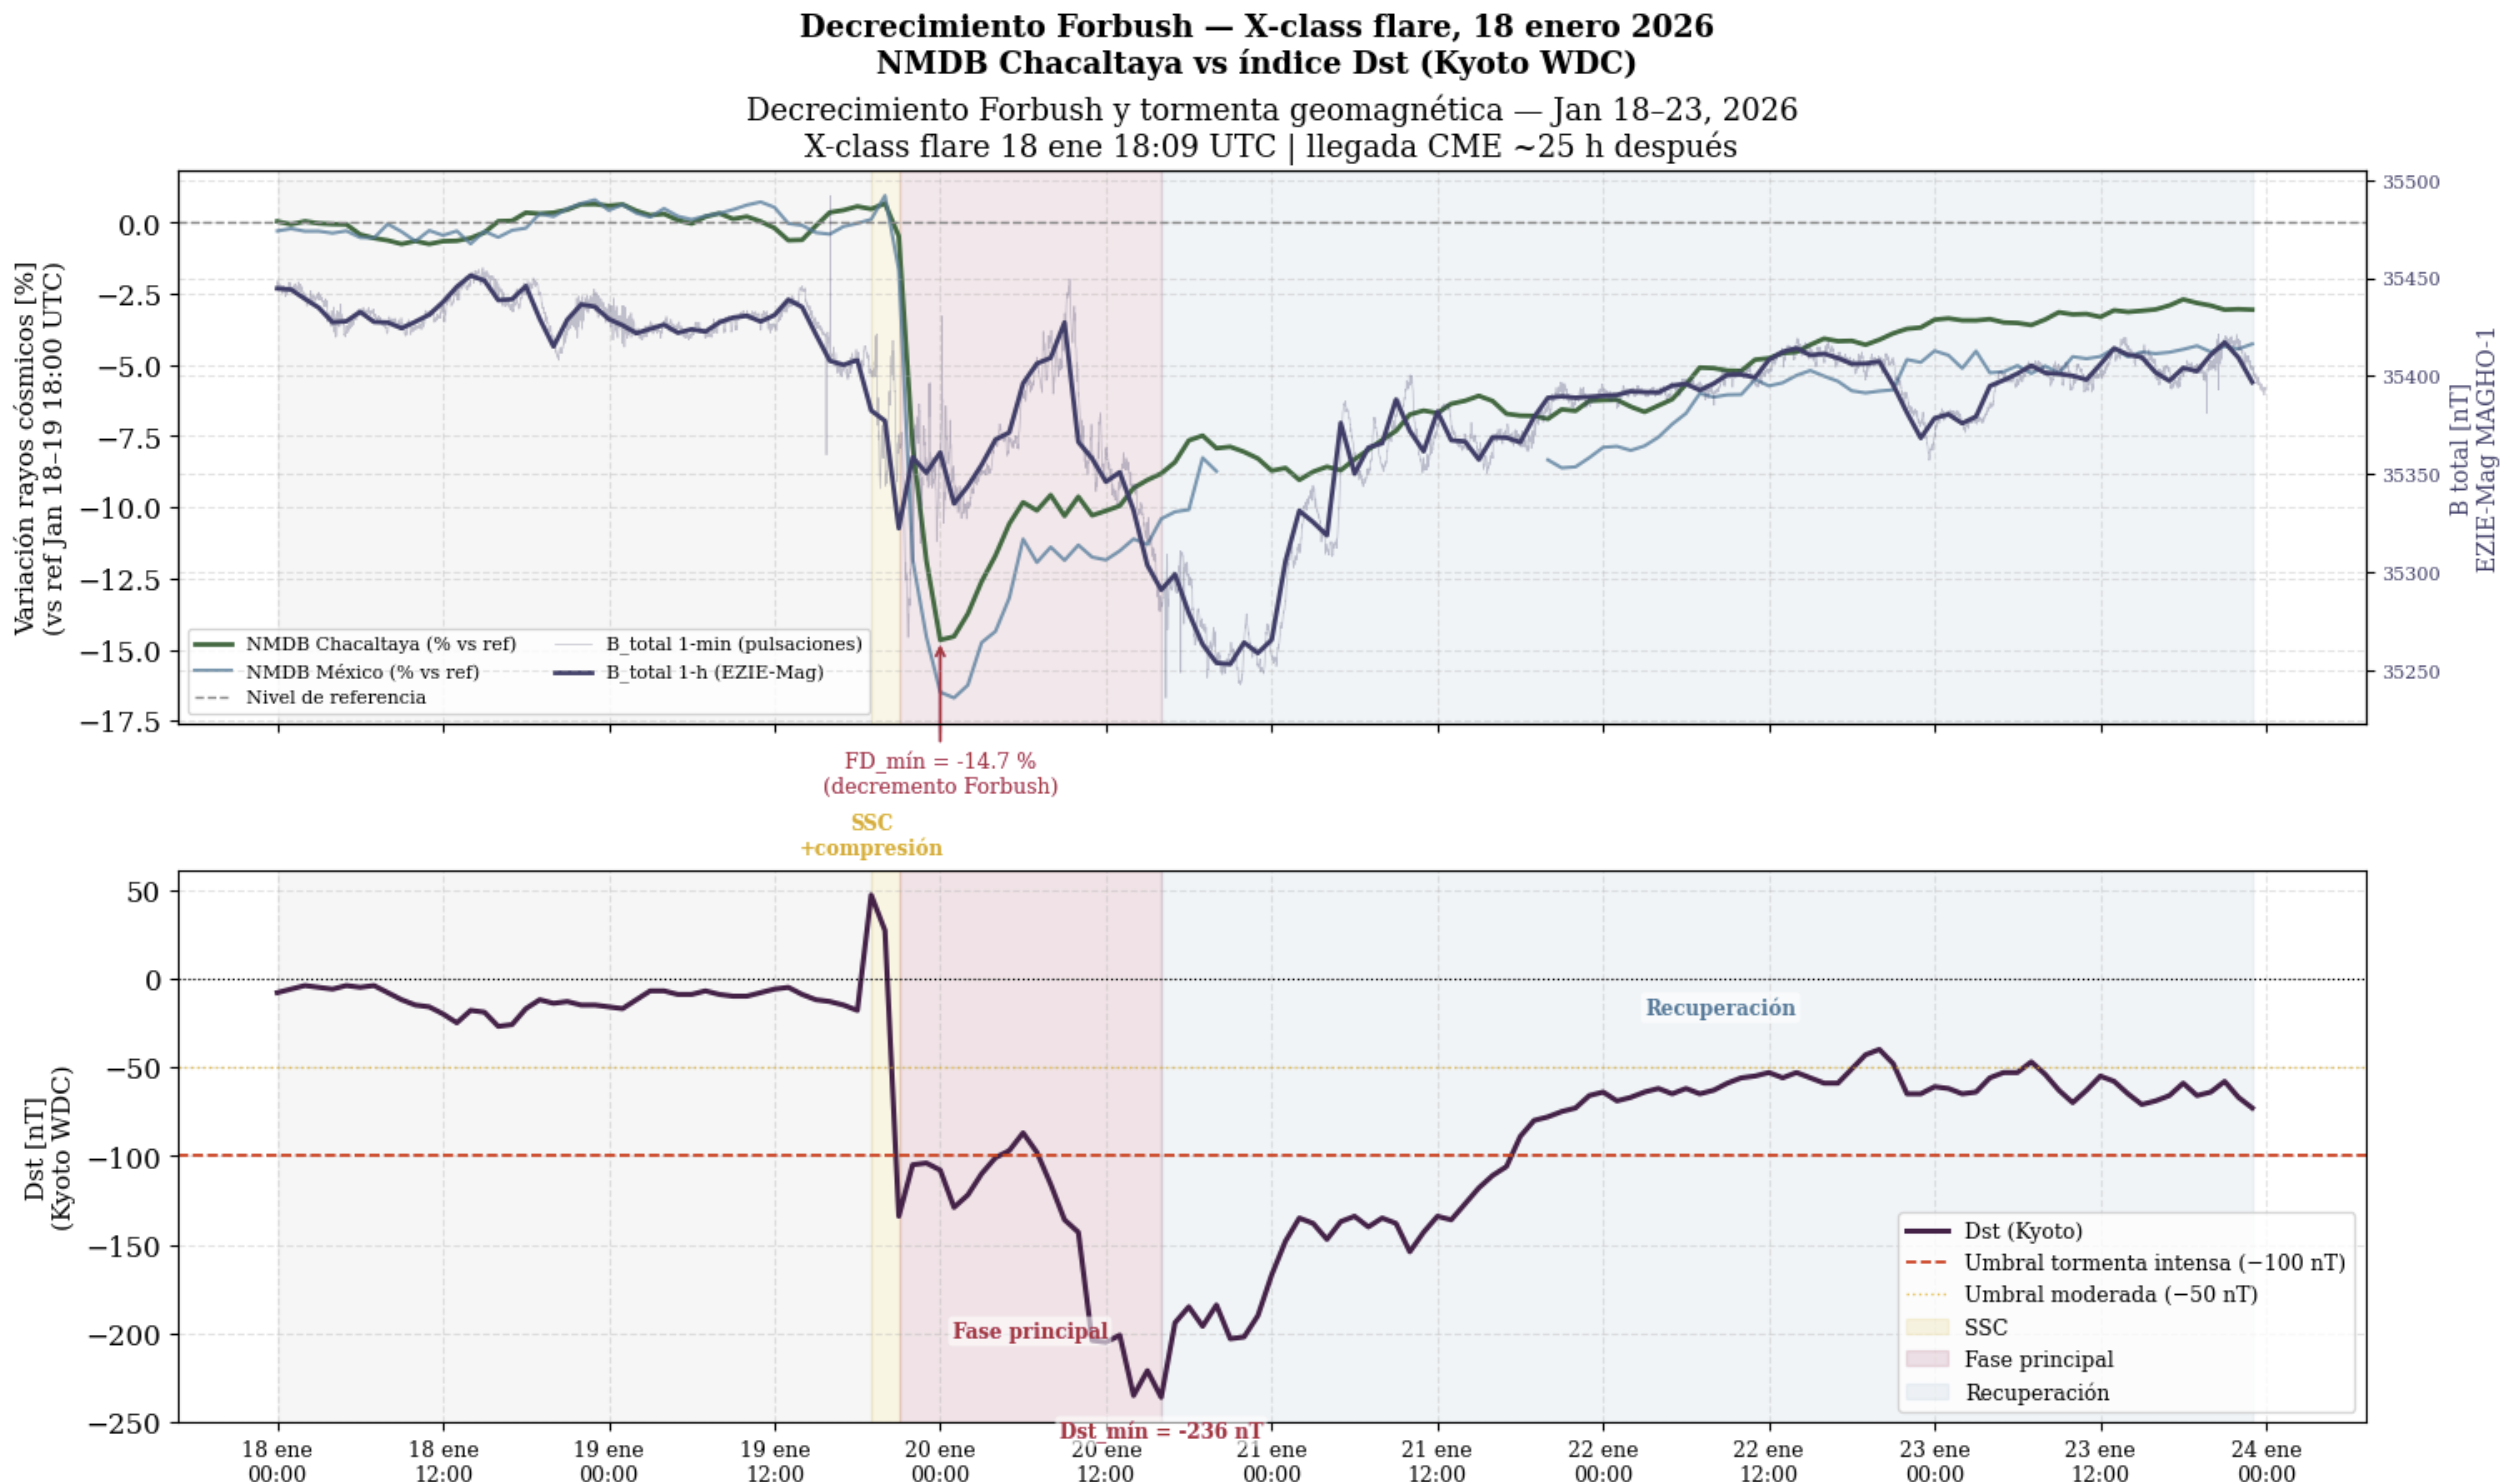 Decrecimiento Forbush — X-class flare, 18 enero 2026
NMDB Chacaltaya vs índice Dst (Kyoto WDC)
Decrecimiento Forbush y tormenta geomagnética — Jan 18–23, 2026
X-class flare 18 ene 18:09 UTC | llegada CME ~25 h después
Variación rayos cósmicos [%]
(vs ref Jan 18–19 18:00 UTC)
0.0
−2.5
−5.0
−7.5
−10.0
−12.5
−15.0
−17.5
NMDB Chacaltaya (% vs ref)
NMDB México (% vs ref)
Nivel de referencia
B_total 1-min (pulsaciones)
B_total 1-h (EZIE-Mag)
35500
35450
35400
35350
35300
35250
B total [nT]
EZIE-Mag MAGHO-1
FD_mín = -14.7 %
(decremento Forbush)
SSC
+compresión
Dst [nT]
(Kyoto WDC)
50
0
−50
−100
−150
−200
−250
Recuperación
Fase principal
Dst_mín = -236 nT
Dst (Kyoto)
Umbral tormenta intensa (−100 nT)
Umbral moderada (−50 nT)
SSC
Fase principal
Recuperación
18 ene
00:00
18 ene
12:00
19 ene
00:00
19 ene
12:00
20 ene
00:00
20 ene
12:00
21 ene
00:00
21 ene
12:00
22 ene
00:00
22 ene
12:00
23 ene
00:00
23 ene
12:00
24 ene
00:00